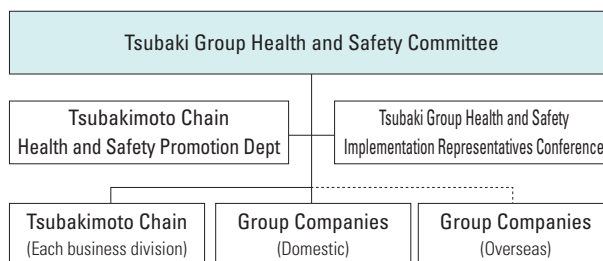 Tsubaki Group Health and Safety Committee
Tsubakimoto Chain
Health and Safety Promotion Dept
Tsubaki Group Health and Safety
Implementation Representatives Conference
Tsubakimoto Chain
(Each business division)
Group Companies
(Domestic)
Group Companies
(Overseas)